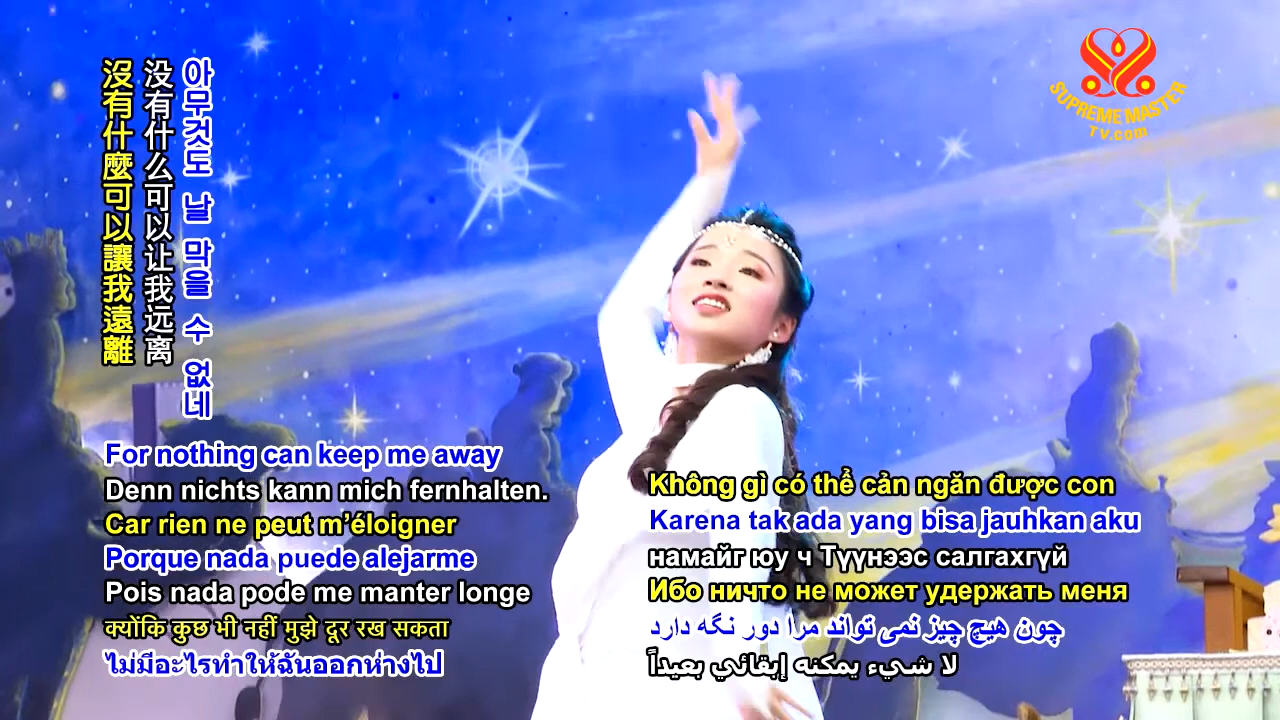 아무것도 날 막을 수 없네
没有什么可以让我远离
沒有什麼可以讓我遠離
SUPREME MASTER
TV.com
For nothing can keep me away
Denn nichts kann mich fernhalten.
Car rien ne peut m’éloigner
Porque nada puede alejarme
Pois nada pode me manter longe
क्योंकि कुछ भी नहीं मुझे दूर रख सकता
ไม่มีอะไรทำให้ฉันออกห่างไป
Không gì có thể cản ngăn được con
Karena tak ada yang bisa jauhkan aku
намайг юу ч Түүнээс салгахгүй
Ибо ничто не может удержать меня
چون هیچ چیز نمی تواند مرا دور نگه دارد
لا شيء يمكنه إبقائي بعيداً